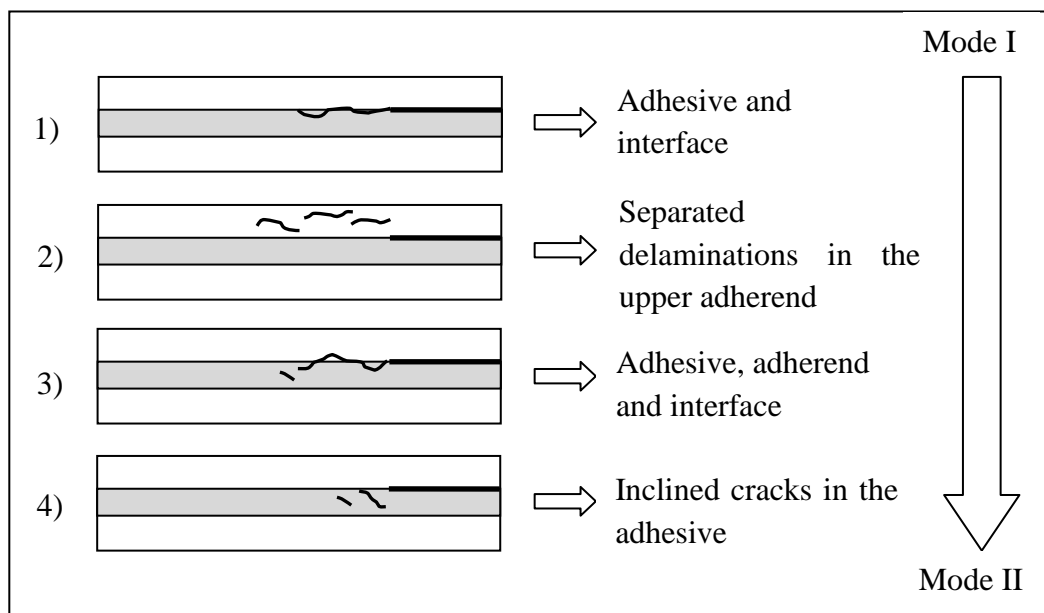 Mode I
1)
Adhesive and
interface
2)
Separated
delaminations in the
upper adherend
3)
Adhesive, adherend
and interface
4)
Inclined cracks in the
adhesive
Mode II